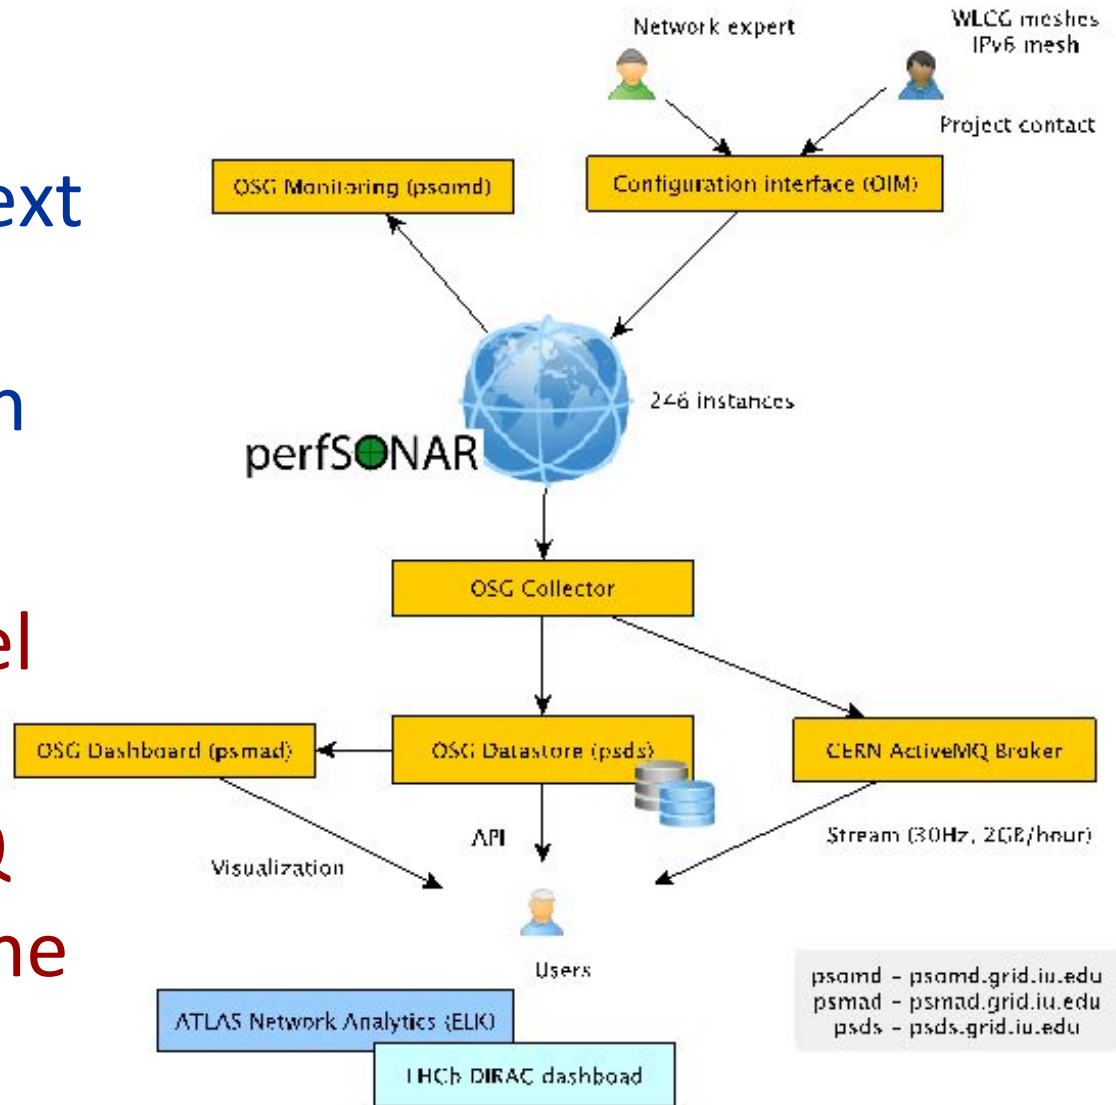 Network expert
WLCG meshes
IPv6 mesh
Project contact
ext
OSG Monitoring (psomd)
Configuration interface (OIM)
n
246 instances
perfSONAR
OSG Collector
el
OSG Dashboard (psmad)
OSG Datastore (psds)
CERN ActiveMQ Broker
API
Stream (30Hz, 2GB/hour)
Visualization
Q
ne
Users
psomd - psomd.grid.iu.edu
psmad - psmad.grid.iu.edu
psds - psds.grid.iu.edu
ATLAS Network Analytics (ELK)
LHCb DIRAC dashboad